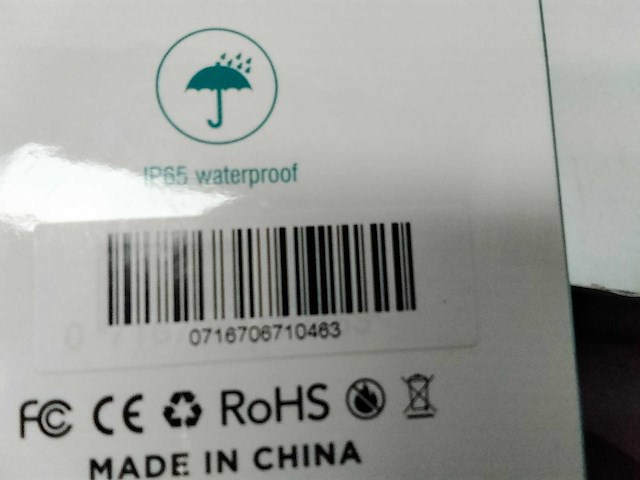 IP65 waterproof
0716706710463
FC CE RoHS
MADE IN CHINA